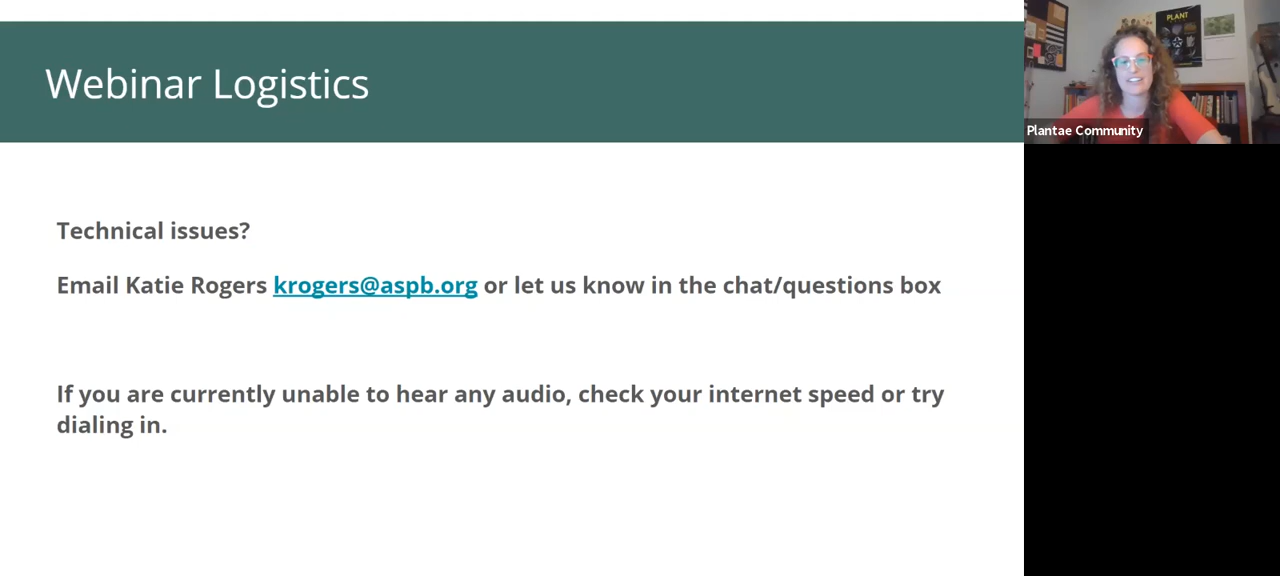 Webinar Logistics
PLANT
Plantae Community
Technical issues?
Email Katie Rogers krogers@aspb.org or let us know in the chat/questions box
If you are currently unable to hear any audio, check your internet speed or try
dialing in.